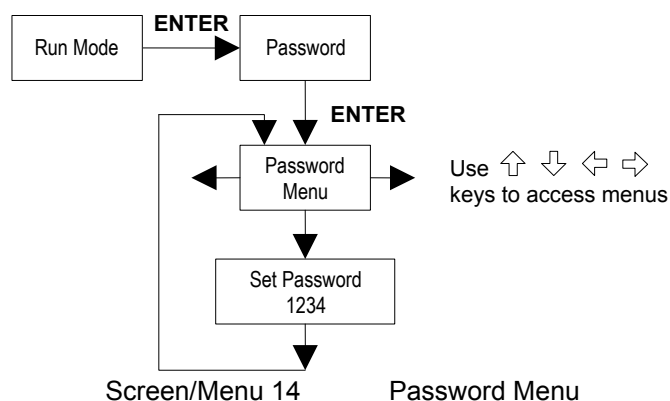 ENTER
Run Mode
Password
ENTER
Password
Menu
Use
keys to access menus
Set Password
1234
Screen/Menu 14 Password Menu